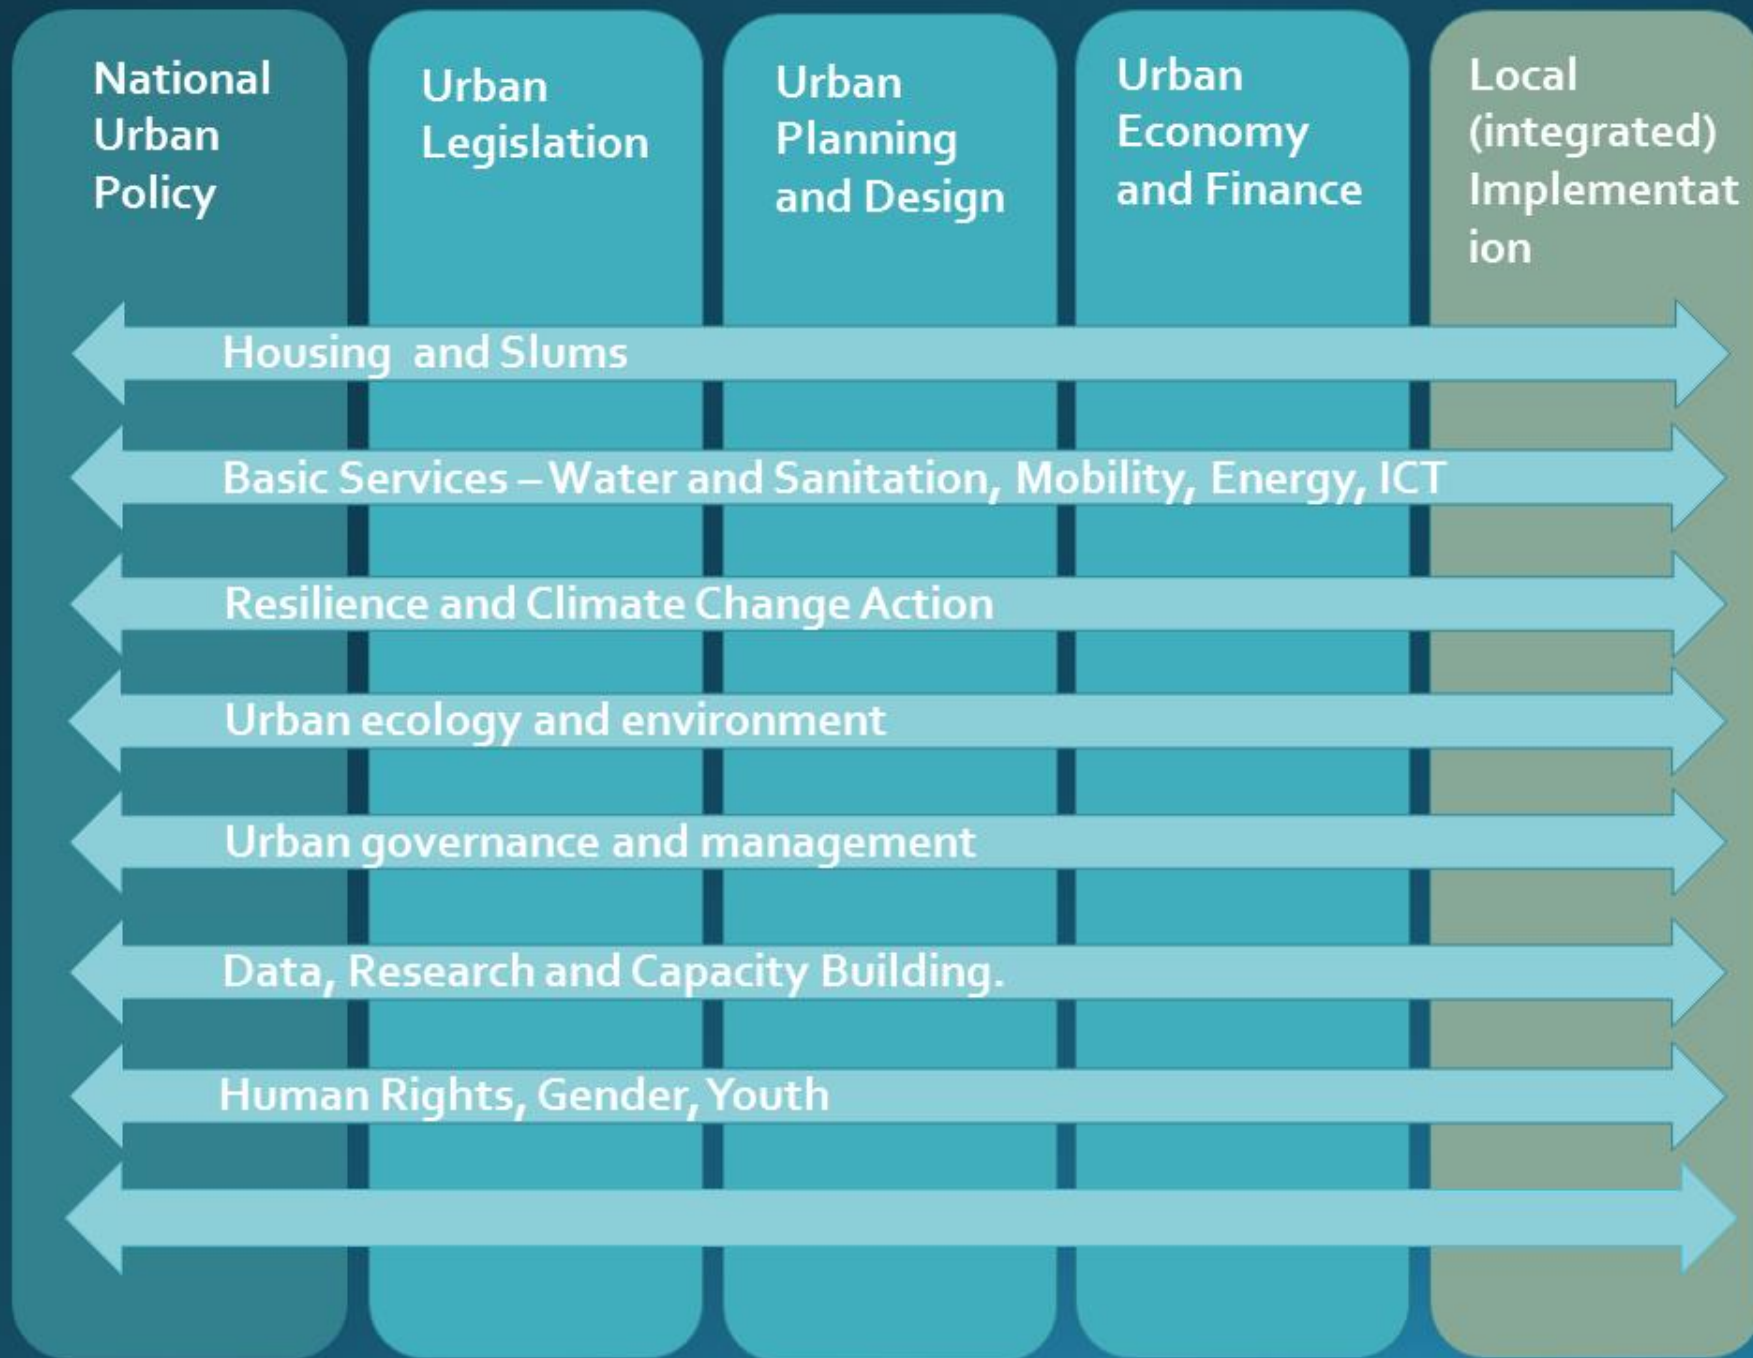 National
Urban
Policy
Urban
Legislation
Urban
Planning
and Design
Urban
Economy
and Finance
Local
(integrated)
Implementat
ion
Housing and Slums
Basic Services – Water and Sanitation, Mobility, Energy, ICT
Resilience and Climate Change Action
Urban ecology and environment
Urban governance and management
Data, Research and Capacity Building.
Human Rights, Gender, Youth